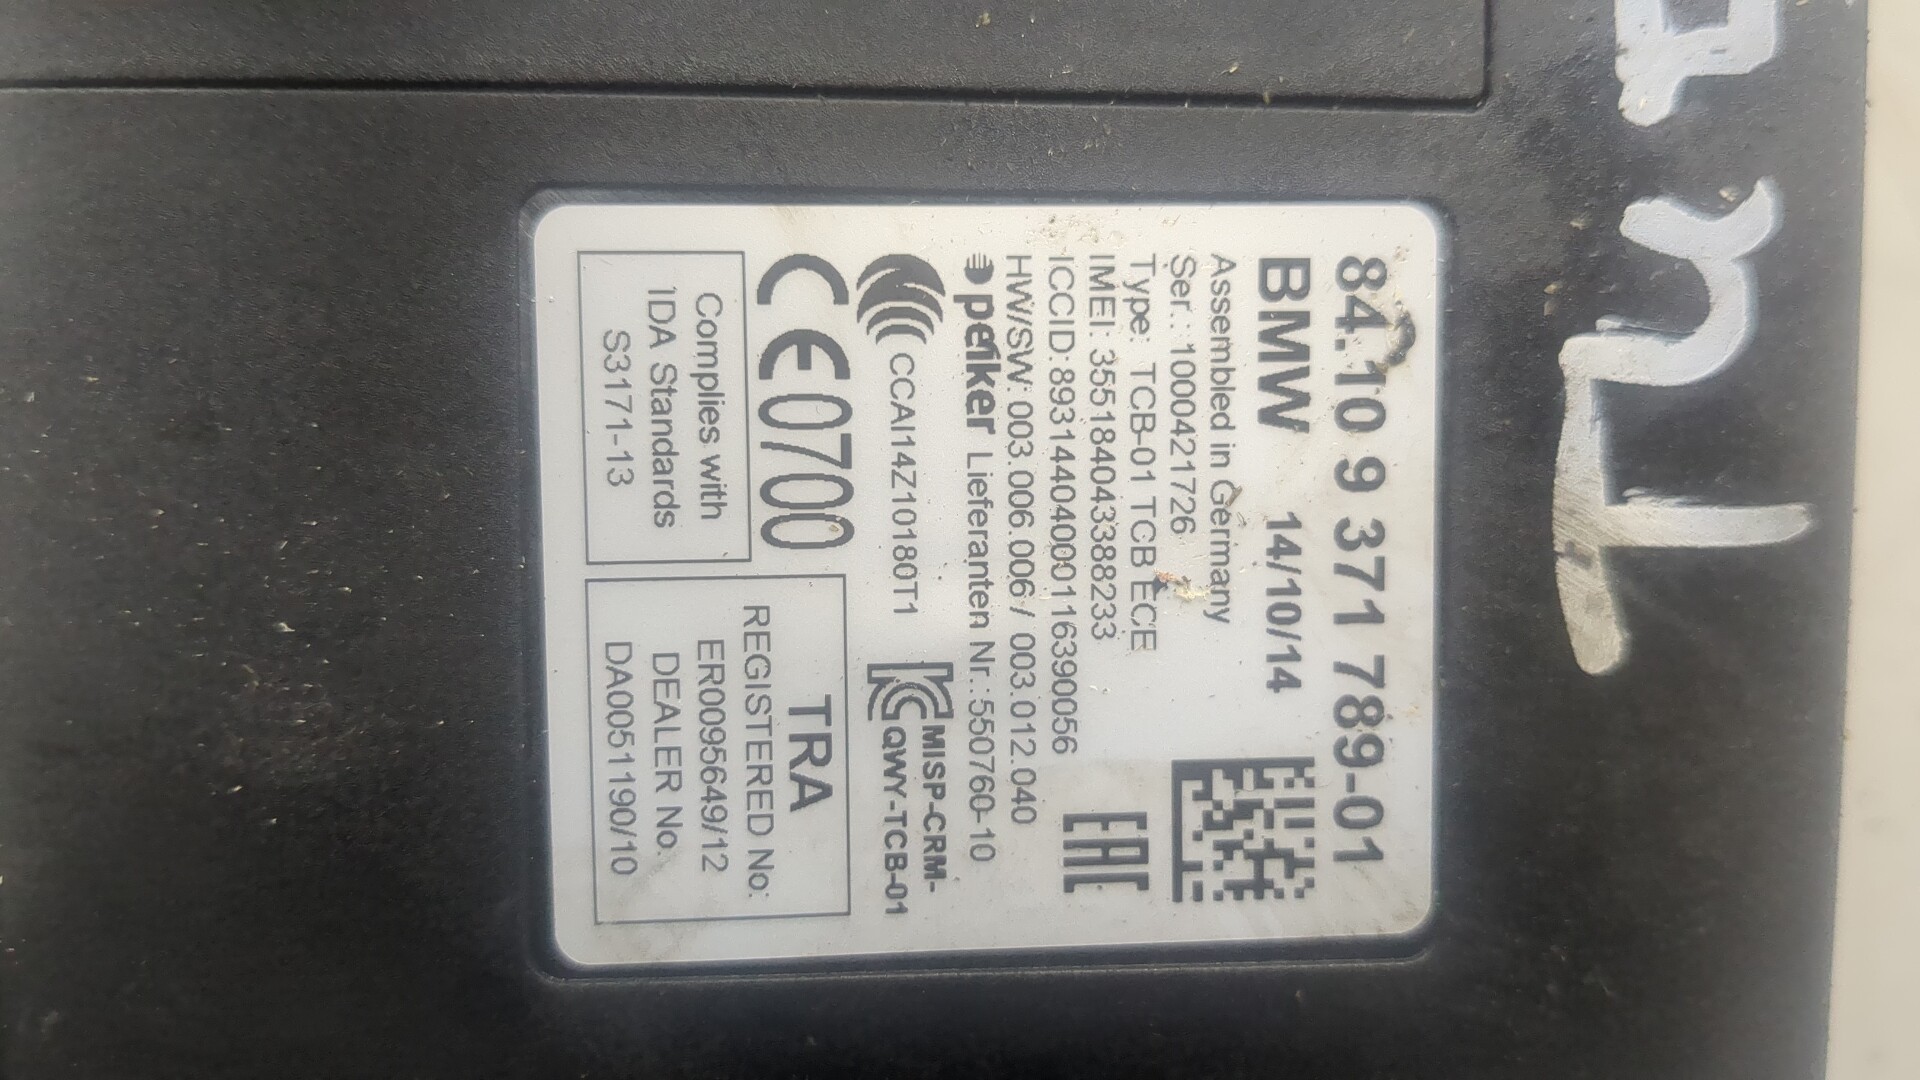 84.10 9 371 789-01
BMW 14/10/14
Assembled in Germany
Ser.: 1000421726
Type: TCB-01 TCB ECE
IMEI: 355184043388233
ICCID: 89314404000116390056
HW/SW: 003.006.006 / 003.012.040
peiker Lieferanten Nr.: 550760-10
CCAI14Z10180T1
MISP-CRM-
QWY-TCB-01
CE0700
EAC
TRA
REGISTERED No:
ER0095649/12
DEALER No:
DA0051190/10
Complies with
IDA Standards
S3171-13